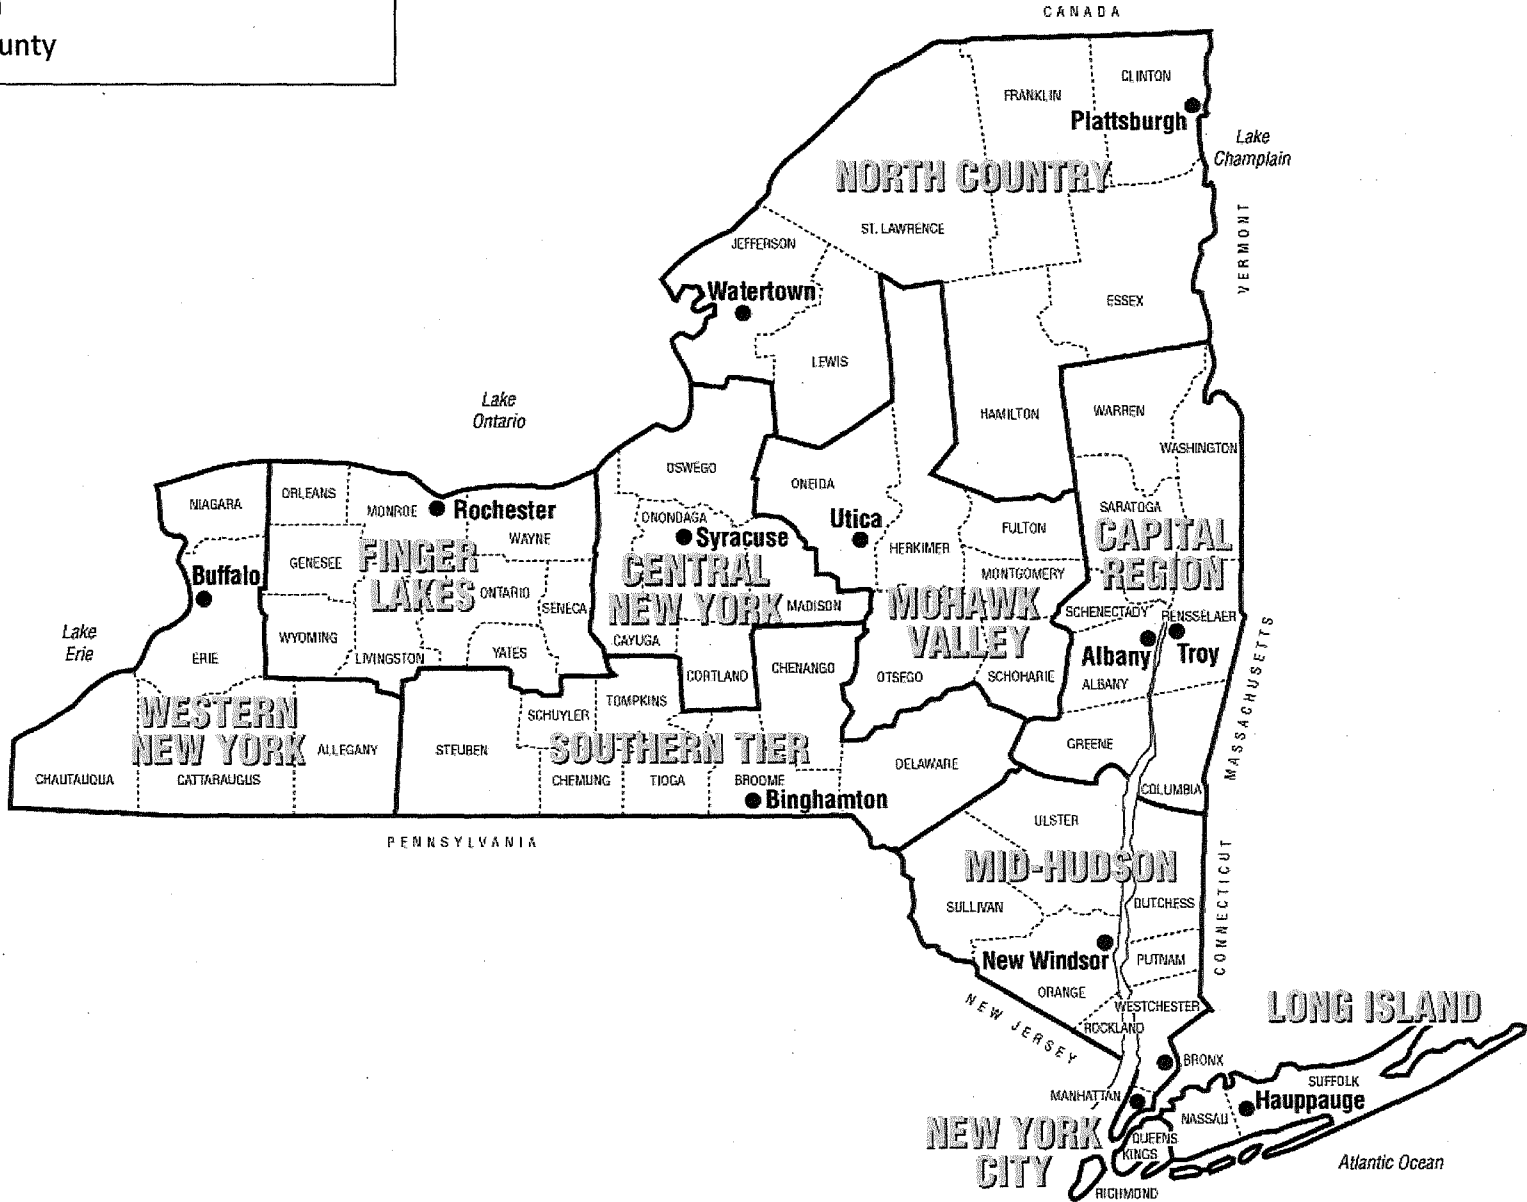 unty
CANADA
CLINTON
FRANKLIN
Plattsburgh
Lake
Champlain
NORTH COUNTRY
VERMONT
ST. LAWRENCE
JEFFERSON
Watertown
ESSEX
LEWIS
Lake
Ontario
HAMILTON
WARREN
WASHINGTON
OSWEGO
ONEIDA
NIAGARA
ORLEANS
MONROE
Rochester
SARATOGA
ONONDAGA
Utica
FULTON
CAPITAL
REGION
WAYNE
Syracuse
HERKIMER
GENESEE
FINGER
LAKES
CENTRAL
NEW YORK
MONTGOMERY
Buffalo
ONTARIO
SENECA
MADISON
MOHAWK
VALLEY
SCHENECTADY
RENSSELAER
Lake
Erie
WYOMING
CAYUGA
ERIE
LIVINGSTON
YATES
Albany
Troy
MASSACHUSETTS
CORTLAND
CHENANGO
OTSEGO
SCHOHARIE
ALBANY
WESTERN
NEW YORK
TOMPKINS
SCHUYLER
ALLEGANY
STEUBEN
SOUTHERN TIER
GREENE
DELAWARE
CHAUTAUQUA
CATTARAUGUS
CHEMUNG
TIOGA
BROOME
COLUMBIA
Binghamton
PENNSYLVANIA
ULSTER
MID-HUDSON
CONNECTICUT
SULLIVAN
DUTCHESS
New Windsor
PUTNAM
ORANGE
WESTCHESTER
NEW JERSEY
ROCKLAND
LONG ISLAND
BRONX
SUFFOLK
MANHATTAN
Hauppauge
NASSAU
NEW YORK
CITY
QUEENS
KINGS
Atlantic Ocean
RICHMOND